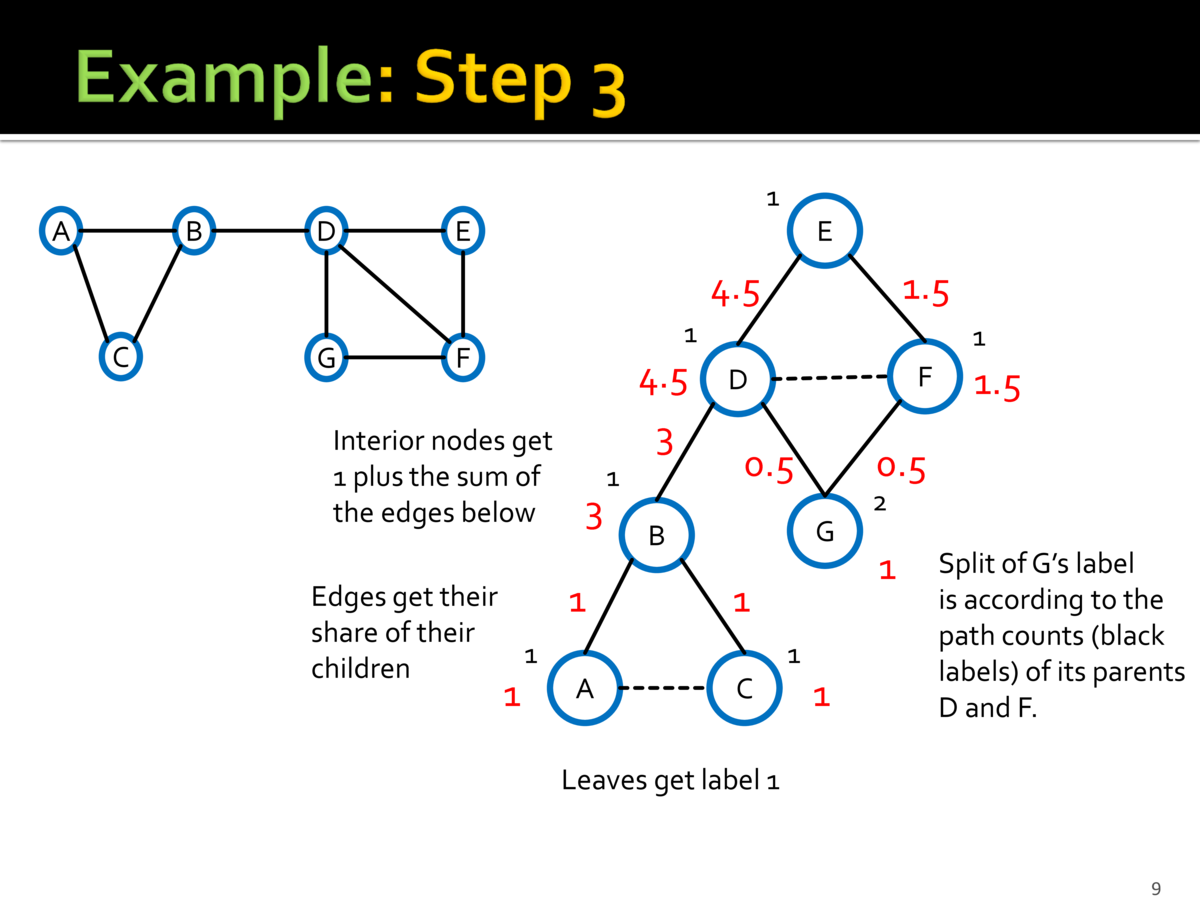 Example: Step 3
A
B
D
E
C
G
F
1
E
4.5
1.5
1
D
4.5
1
F
1.5
Interior nodes get
1 plus the sum of
the edges below
3
0.5
0.5
1
B
3
2
G
1
Split of G’s label
is according to the
path counts (black
labels) of its parents
D and F.
Edges get their
share of their
children
1
1
1
A
1
1
C
1
Leaves get label 1
9